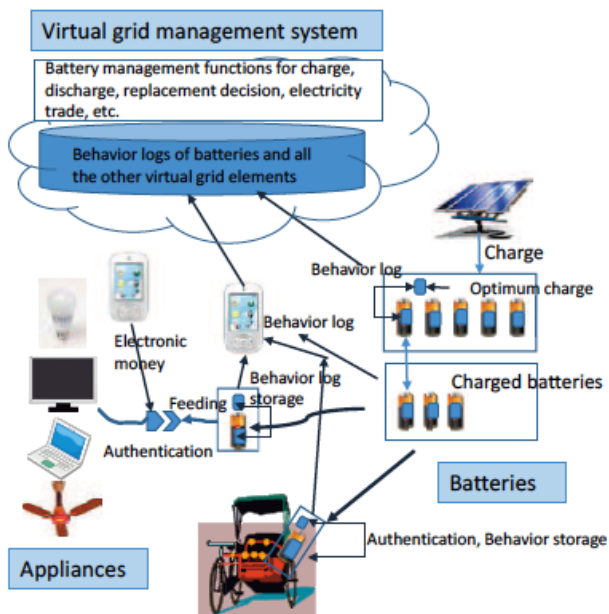 Virtual grid management system
Battery management functions for charge,
discharge, replacement decision, electricity
trade, etc.
Behavior logs of batteries and all
the other virtual grid elements
Charge
Behavior log
Optimum charge
Behavior log
Electronic
money
Behavior log
storage
Charged batteries
Feeding
Authentication
Batteries
Authentication, Behavior storage
Appliances